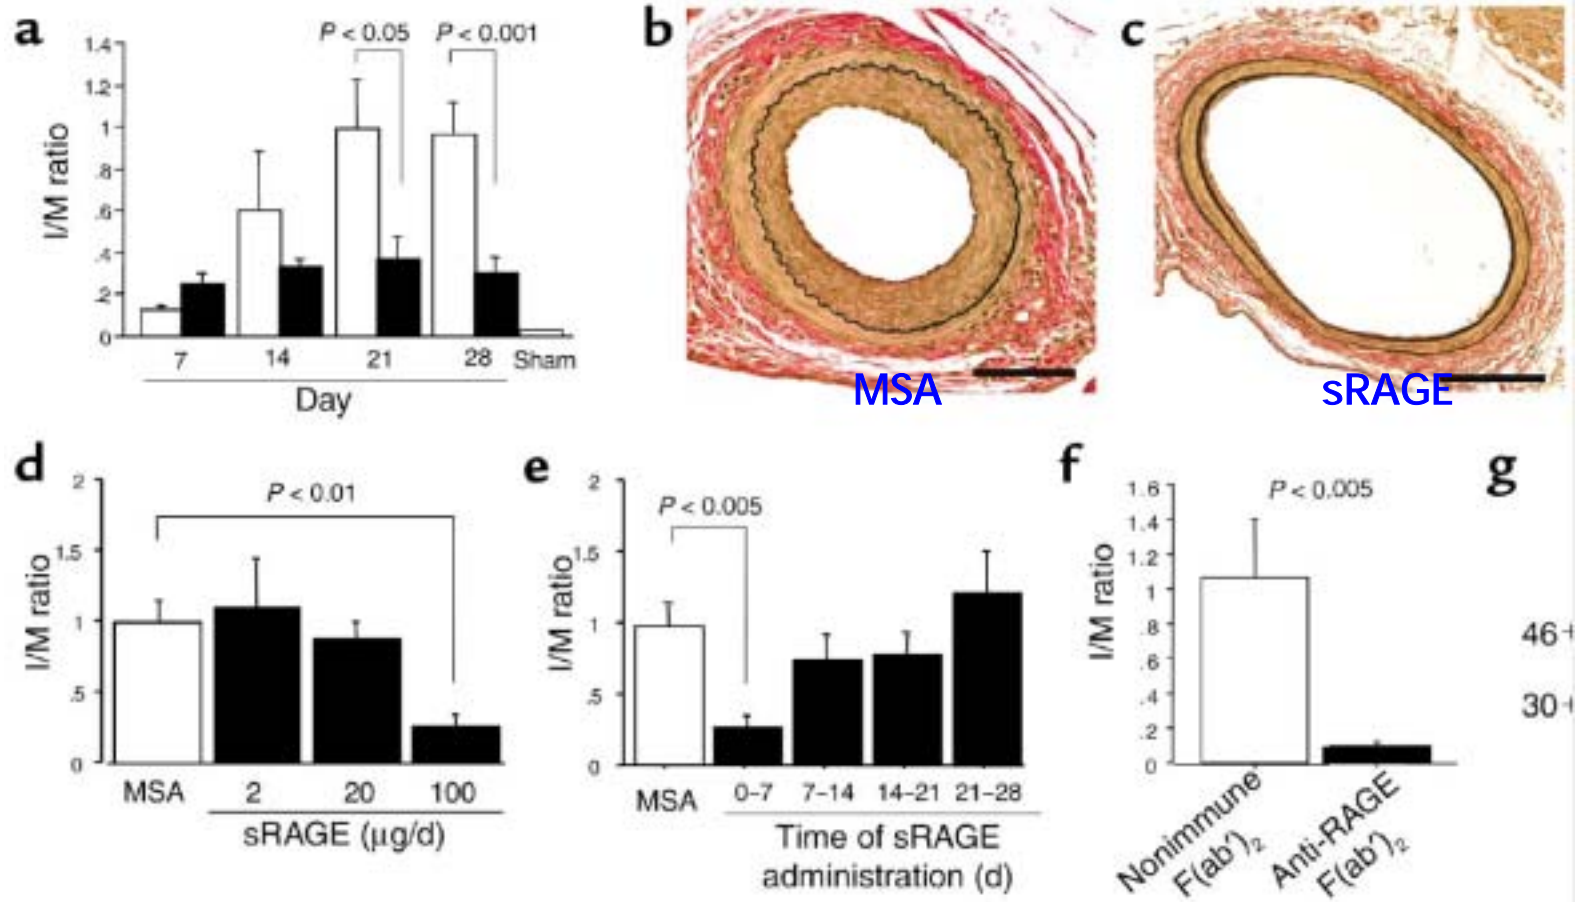 a
P < 0.05
P < 0.001
1.4
1.2
1
.8
.6
.4
.2
0
I/M ratio
7
14
21
28
Sham
Day
b
MSA
c
sRAGE
d
P < 0.01
2
1.5
1
.5
0
I/M ratio
MSA
2
20
100
sRAGE (μg/d)
e
P < 0.005
2
1.5
1
.5
0
I/M ratio
MSA
0–7
7–14
14–21
21–28
Time of sRAGE
administration (d)
f
P < 0.005
1.6
1.4
1.2
1
.8
.6
.4
.2
0
I/M ratio
Nonimmune
F(ab′)2
Anti-RAGE
F(ab′)2
g
46
30